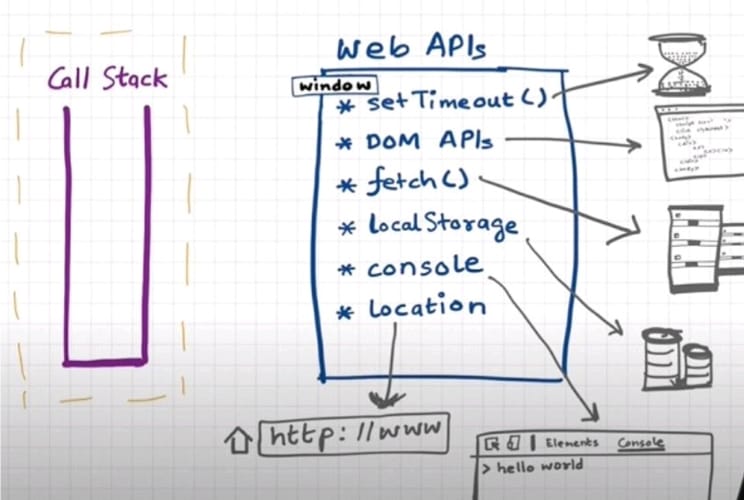 Web APIs
Call Stack
window
* setTimeout()
* DOM APIs
* fetch()
* localStorage
* console
* location
http://www
Elements Console
> hello world